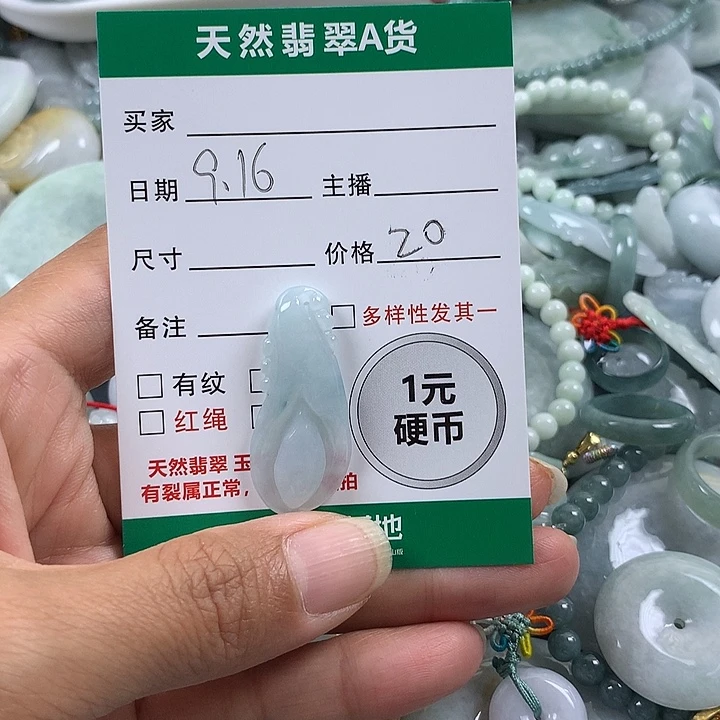 天然翡翠A货
买家
日期 9.16 主播
尺寸 价格 20
备注 多样性发其一
有纹
红绳
1元
硬币
天然翡翠 玉
有裂属正常, 拍
地